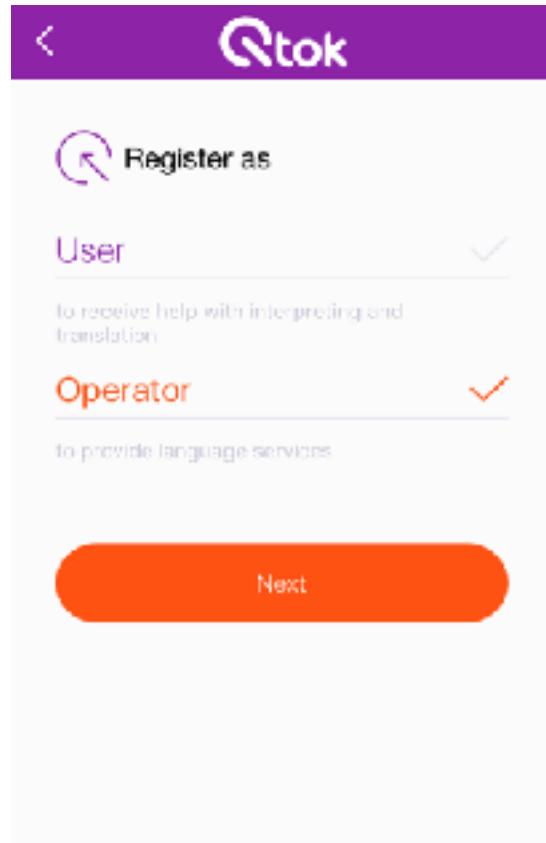 Qtok
Register as
User
to receive help with interpreting and
translation
Operator
to provide language services
Next